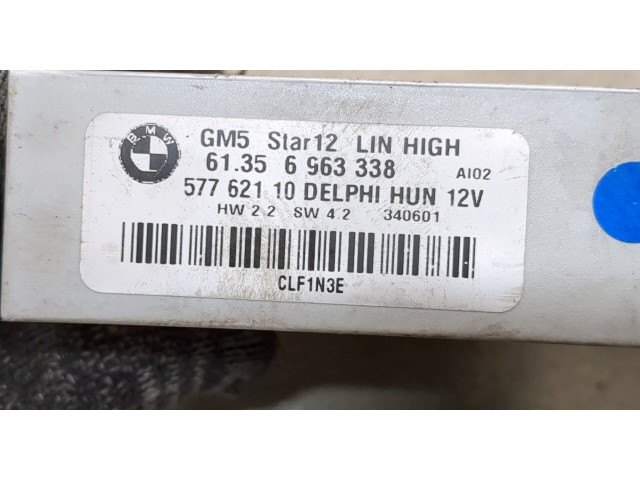 BMW
GM5 Star12 LIN HIGH
61.35 6 963 338 AI02
577 621 10 DELPHI HUN 12V
HW 2.2 SW 4.2 340601
CLF1N3E